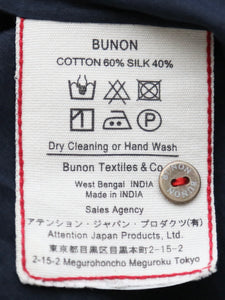 BUNON
COTTON 60% SILK 40%
Dry Cleaning or Hand Wash
Bunon Textiles & Co.
West Bengal INDIA
Made in INDIA
Sales Agency
アテンション・ジャパン・プロダクツ(有)
Attention Japan Products, Ltd.
東京都目黒区目黒本町2-15-2
2-15-2 Megurohoncho Meguroku Tokyo
BUNON
BUNON